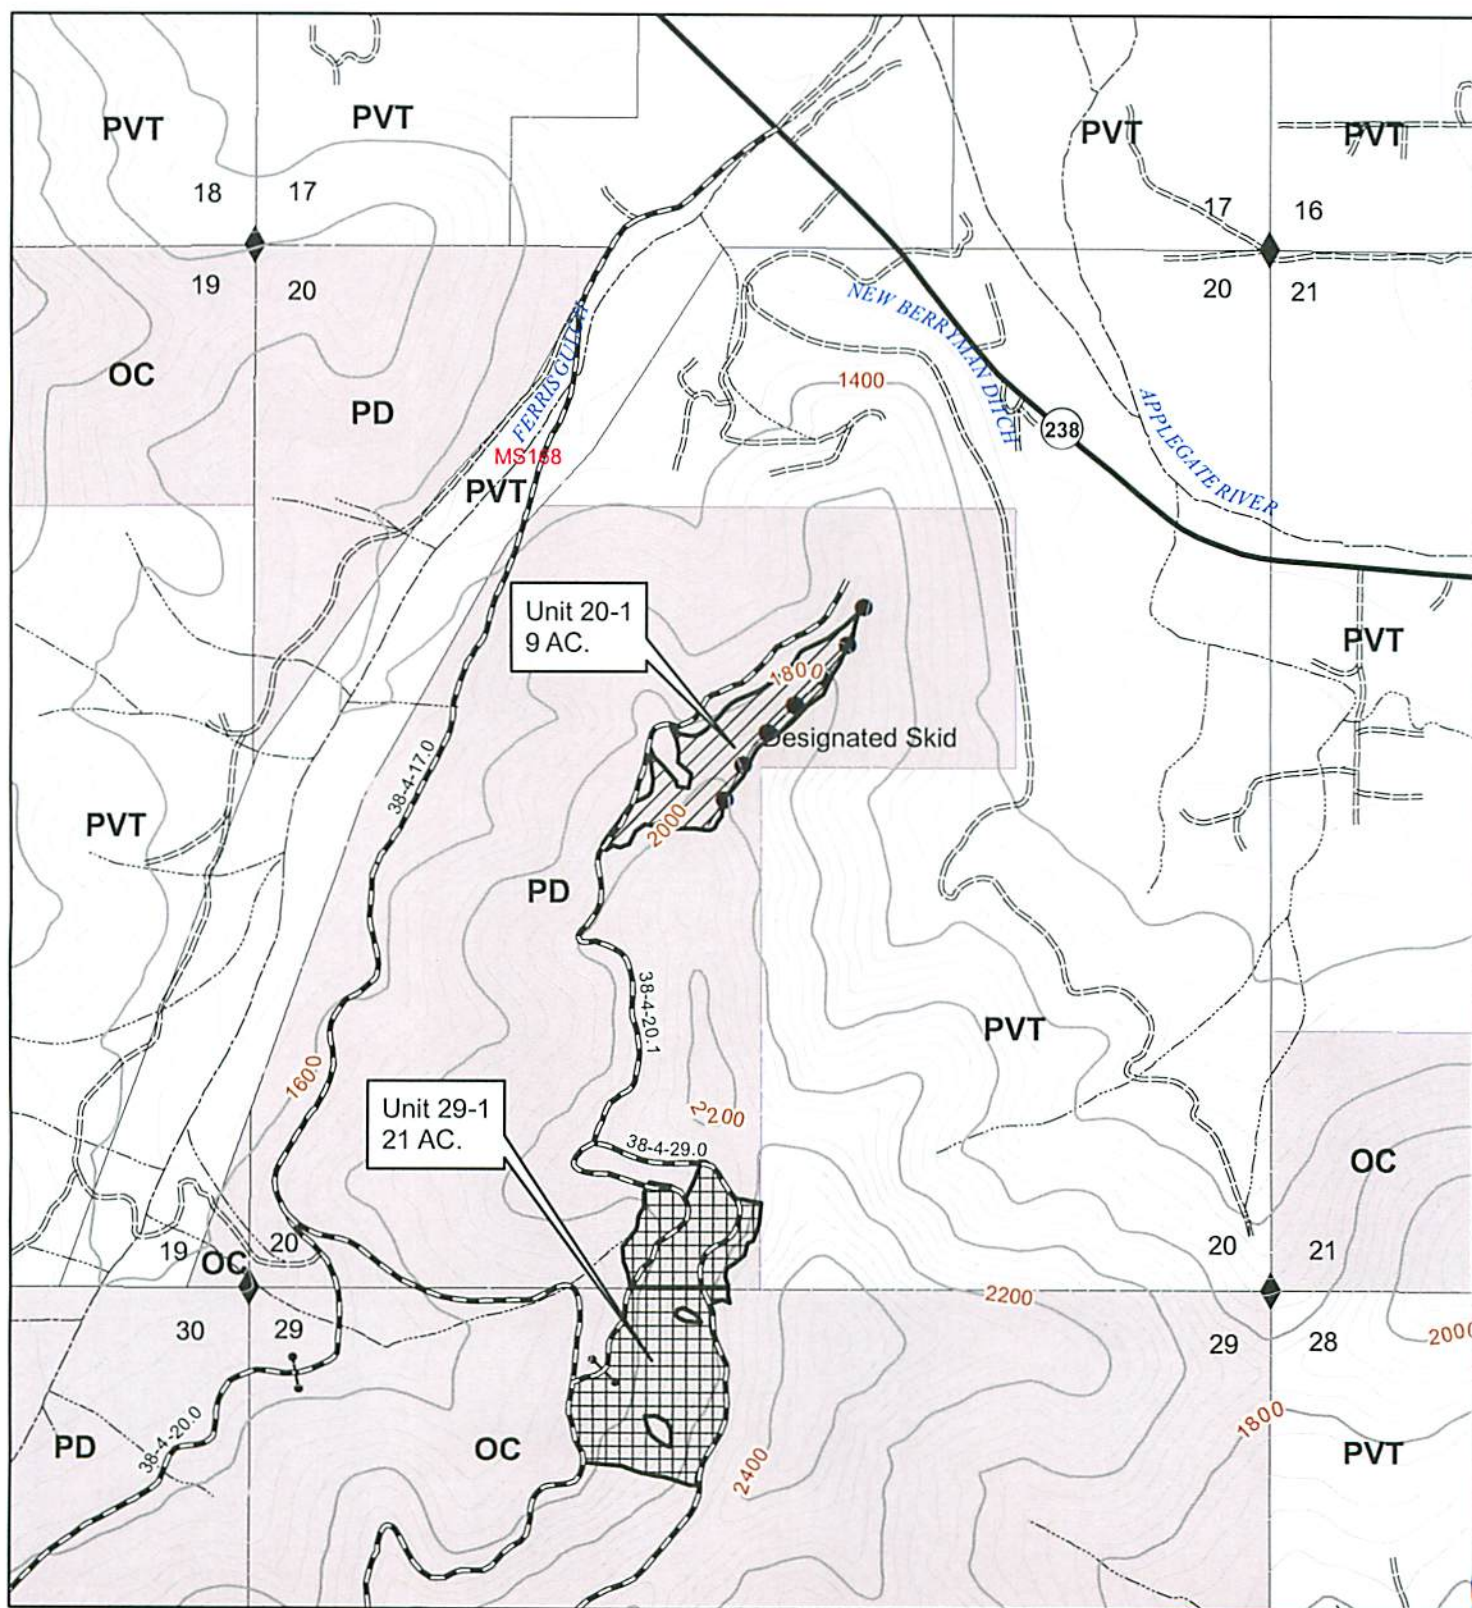 PVT
PVT
PVT
PVT
18
17
17
16
19
20
20
21
OC
PD
FERRIS GULTCH
MS168
PVT
NEW BERRYMAN DITCH
1400
238
APPLEGATE RIVER
Unit 20-1
9 AC.
1800
Designated Skid
PVT
38-4-17.0
PVT
2000
PD
38-4-20.1
PVT
1600
Unit 29-1
21 AC.
2200
38-4-29.0
OC
19
20
OC
20
21
2200
30
29
29
28
2000
38-4-20.0
PD
OC
2400
1800
PVT